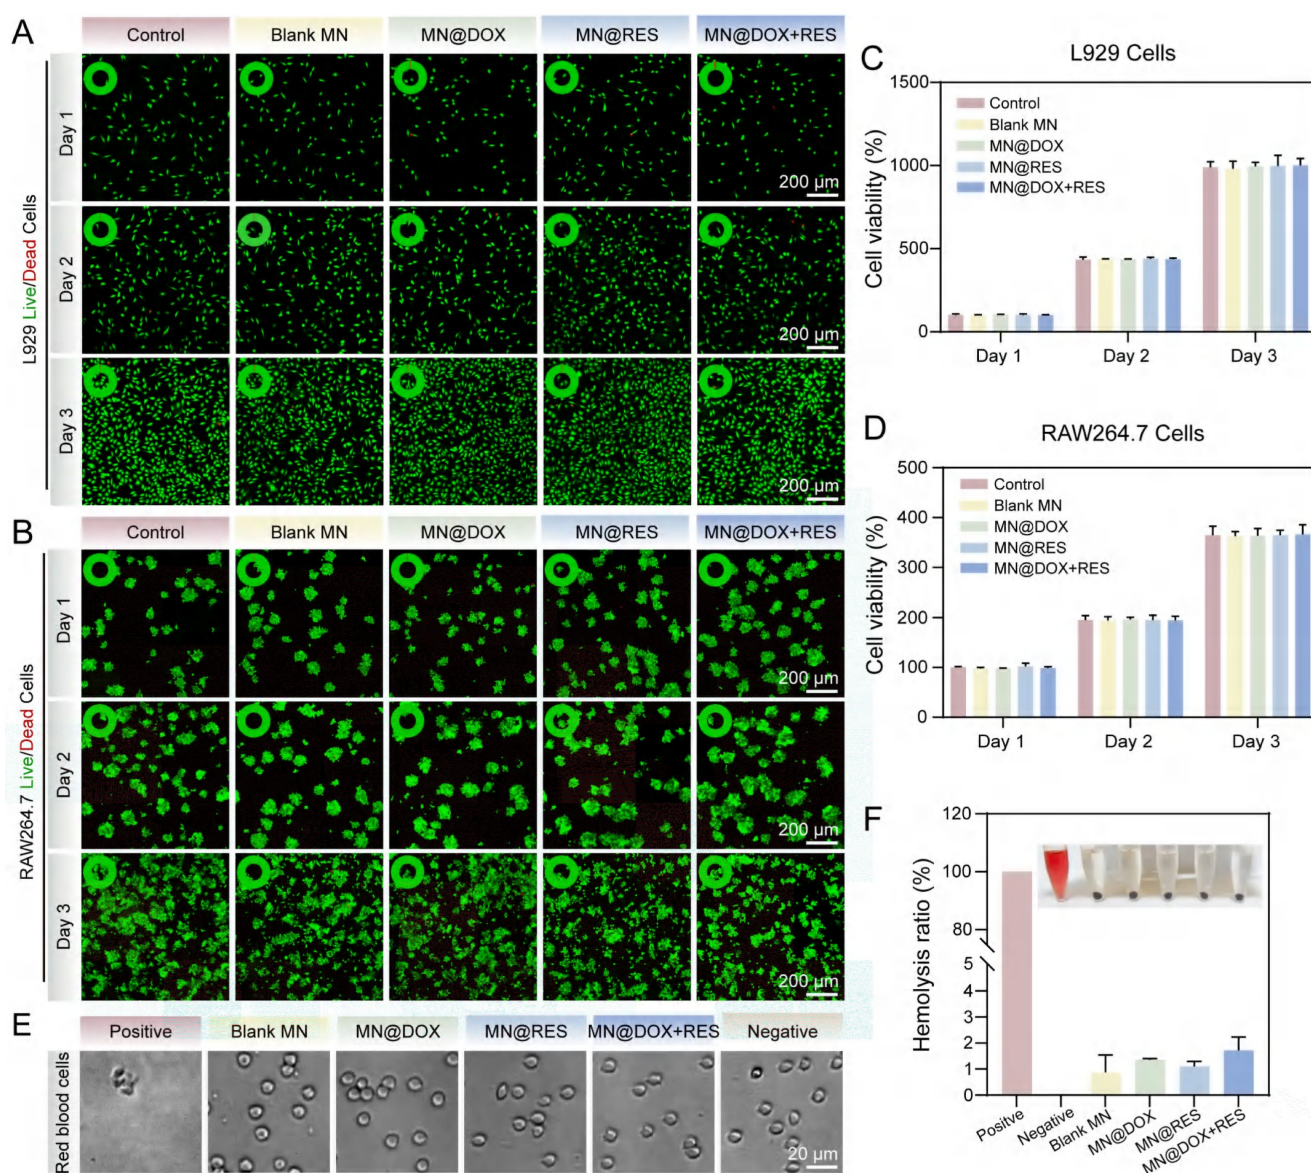 A
Control
Blank MN
MN@DOX
MN@RES
MN@DOX+RES
L929 Live/Dead Cells
Day 1
200 µm
Day 2
200 µm
Day 3
200 µm
B
Control
Blank MN
MN@DOX
MN@RES
MN@DOX+RES
RAW264.7 Live/Dead Cells
Day 1
200 µm
Day 2
200 µm
Day 3
200 µm
C
L929 Cells
Cell viability (%)
1500
1000
500
0
Control
Blank MN
MN@DOX
MN@RES
MN@DOX+RES
Day 1
Day 2
Day 3
D
RAW264.7 Cells
Cell viability (%)
500
400
300
200
100
0
Control
Blank MN
MN@DOX
MN@RES
MN@DOX+RES
Day 1
Day 2
Day 3
E
Positive
Blank MN
MN@DOX
MN@RES
MN@DOX+RES
Negative
Red blood cells
20 µm
F
Hemolysis ratio (%)
120
100
80
5
4
3
2
1
0
Positve
Negative
Blank MN
MN@DOX
MN@RES
MN@DOX+RES